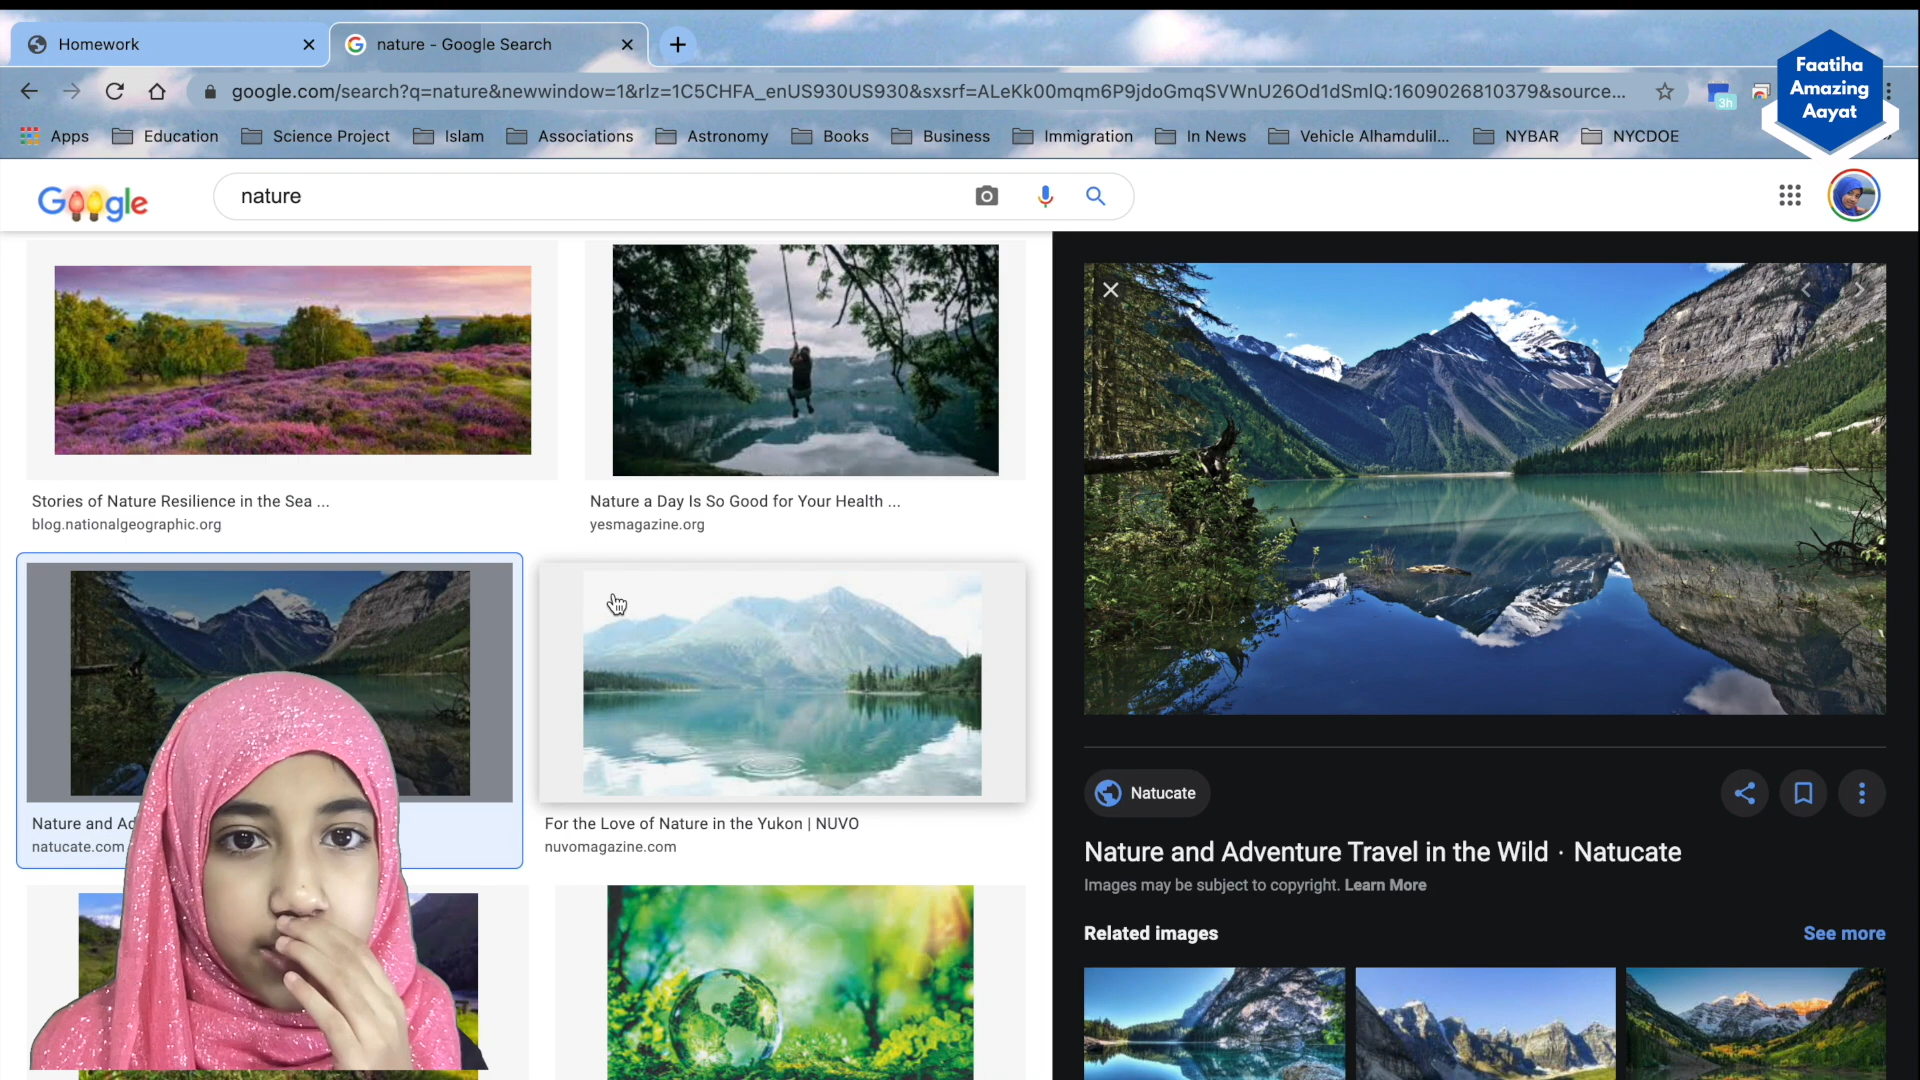 Homework
nature - Google Search
Faatiha
Amazing
Aayat
google.com/search?q=nature&newwindow=1&rlz=1C5CHFA_enUS930US930&sxsrf=ALeKk00mqm6P9jdoGmqSVWnU26Od1dSmlQ:1609026810379&source...
3h
Apps
Education
Science Project
Islam
Associations
Astronomy
Books
Business
Immigration
In News
Vehicle Alhamdulil...
NYBAR
NYCDOE
Google
nature
Stories of Nature Resilience in the Sea ...
blog.nationalgeographic.org
Nature a Day Is So Good for Your Health ...
yesmagazine.org
Nature and Ad
natucate.com
For the Love of Nature in the Yukon | NUVO
nuvomagazine.com
Natucate
Nature and Adventure Travel in the Wild · Natucate
Images may be subject to copyright. Learn More
Related images
See more